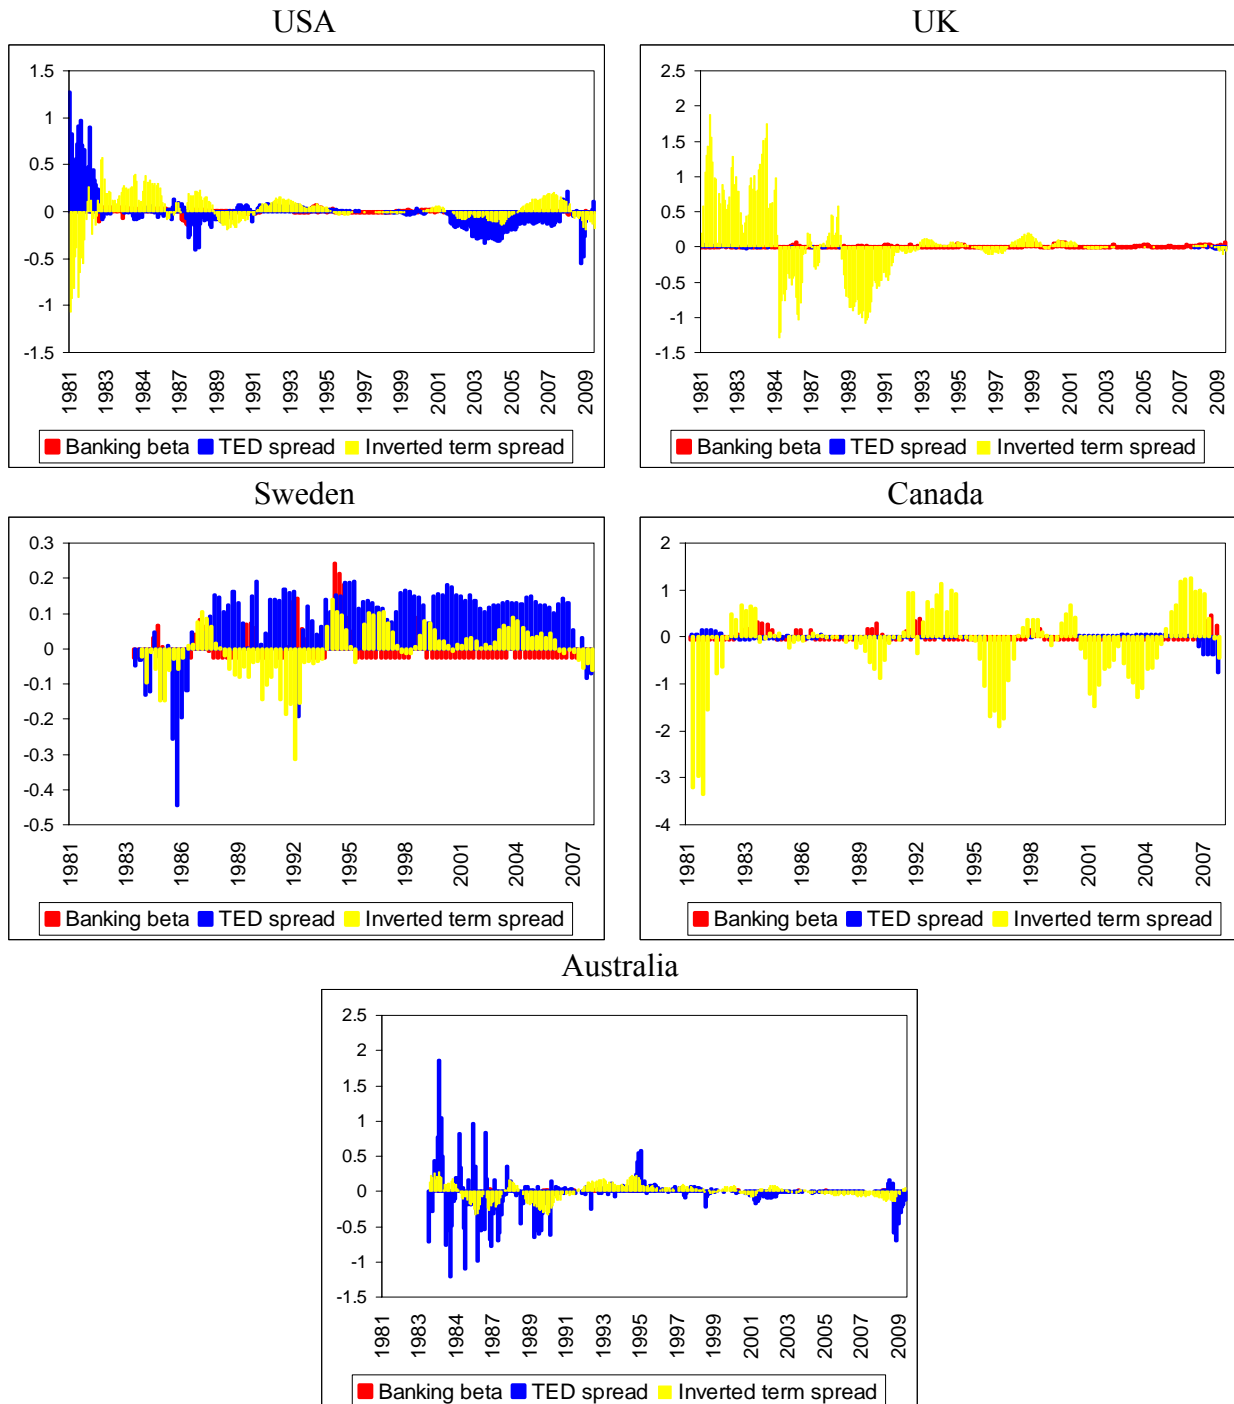 USA
1.5
1
0.5
0
-0.5
-1
-1.5
1981 1983 1984 1986 1987 1989 1991 1993 1995 1997 1999 2001 2003 2005 2007 2009
Banking beta TED spread Inverted term spread
UK
2.5
2
1.5
1
0.5
0
-0.5
-1
-1.5
1981 1983 1984 1987 1989 1991 1993 1995 1997 1999 2001 2003 2005 2007 2009
Banking beta TED spread Inverted term spread
Sweden
0.3
0.2
0.1
0
-0.1
-0.2
-0.3
-0.4
-0.5
1981 1983 1986 1989 1992 1995 1998 2001 2004 2007
Banking beta TED spread Inverted term spread
Canada
2
1
0
-1
-2
-3
-4
1981 1983 1986 1989 1992 1995 1998 2001 2004 2007
Banking beta TED spread Inverted term spread
Australia
2.5
2
1.5
1
0.5
0
-0.5
-1
-1.5
1981 1983 1984 1987 1989 1991 1993 1995 1997 1999 2001 2003 2005 2007 2009
Banking beta TED spread Inverted term spread